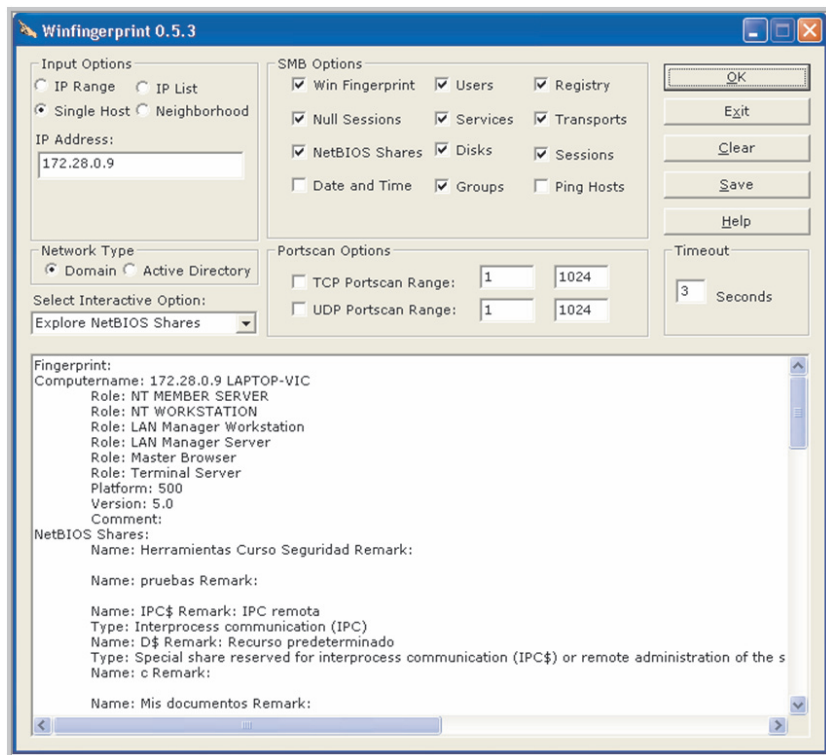 Winfingerprint 0.5.3
Input Options
IP Range IP List
Single Host Neighborhood
IP Address:
172.28.0.9
SMB Options
Win Fingerprint Users Registry
Null Sessions Services Transports
NetBIOS Shares Disks Sessions
Date and Time Groups Ping Hosts
OK
Exit
Clear
Save
Help
Network Type
Domain Active Directory
Select Interactive Option:
Explore NetBIOS Shares
Portscan Options
TCP Portscan Range: 1 1024
UDP Portscan Range: 1 1024
Timeout
3 Seconds
Fingerprint:
Computername: 172.28.0.9 LAPTOP-VIC
Role: NT MEMBER SERVER
Role: NT WORKSTATION
Role: LAN Manager Workstation
Role: LAN Manager Server
Role: Master Browser
Role: Terminal Server
Platform: 500
Version: 5.0
Comment:
NetBIOS Shares:
Name: Herramientas Curso Seguridad Remark:
Name: pruebas Remark:
Name: IPC$ Remark: IPC remota
Type: Interprocess communication (IPC)
Name: D$ Remark: Recurso predeterminado
Type: Special share reserved for interprocess communication (IPC$) or remote administration of the s
Name: c Remark:
Name: Mis documentos Remark: